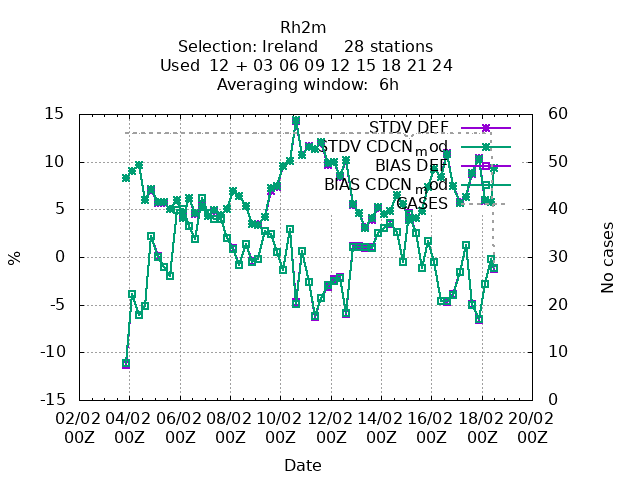 Rh2m
Selection: Ireland 28 stations
Used 12 + 03 06 09 12 15 18 21 24
Averaging window: 6h
15 60
STDV DEF
STDV CDCN_mod
10 50
BIAS DEF
BIAS CDCN_mod
5 40
CASES
0 30
%
No cases
-5 20
-10 10
-15 0
02/02 04/02 06/02 08/02 10/02 12/02 14/02 16/02 18/02 20/02
00Z 00Z 00Z 00Z 00Z 00Z 00Z 00Z 00Z 00Z
Date